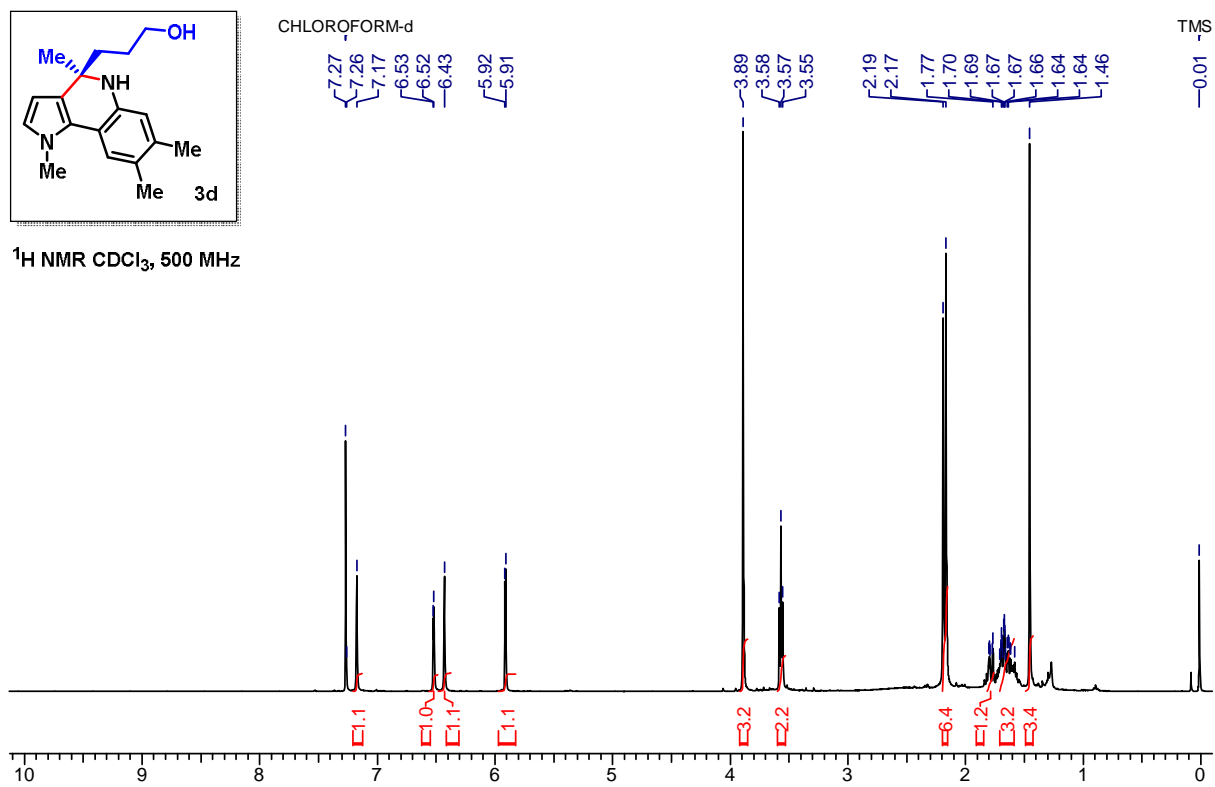 OH
Me
NH
N
Me
Me
Me
3d
¹H NMR CDCl₃, 500 MHz
CHLOROFORM-d
TMS
7.27
7.26
7.17
6.53
6.52
6.43
5.92
5.91
3.89
3.58
3.57
3.55
2.19
2.17
1.77
1.70
1.69
1.67
1.67
1.66
1.64
1.64
1.46
0.01
1.1
1.0
1.1
1.1
3.2
2.2
6.4
1.2
3.2
3.4
10 9 8 7 6 5 4 3 2 1 0